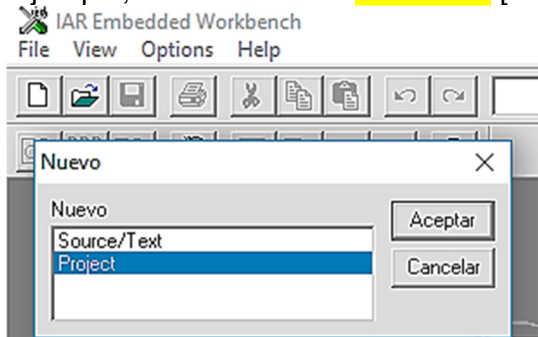 IAR Embedded Workbench
File View Options Help
Nuevo
Nuevo
Source/Text
Project
Aceptar
Cancelar